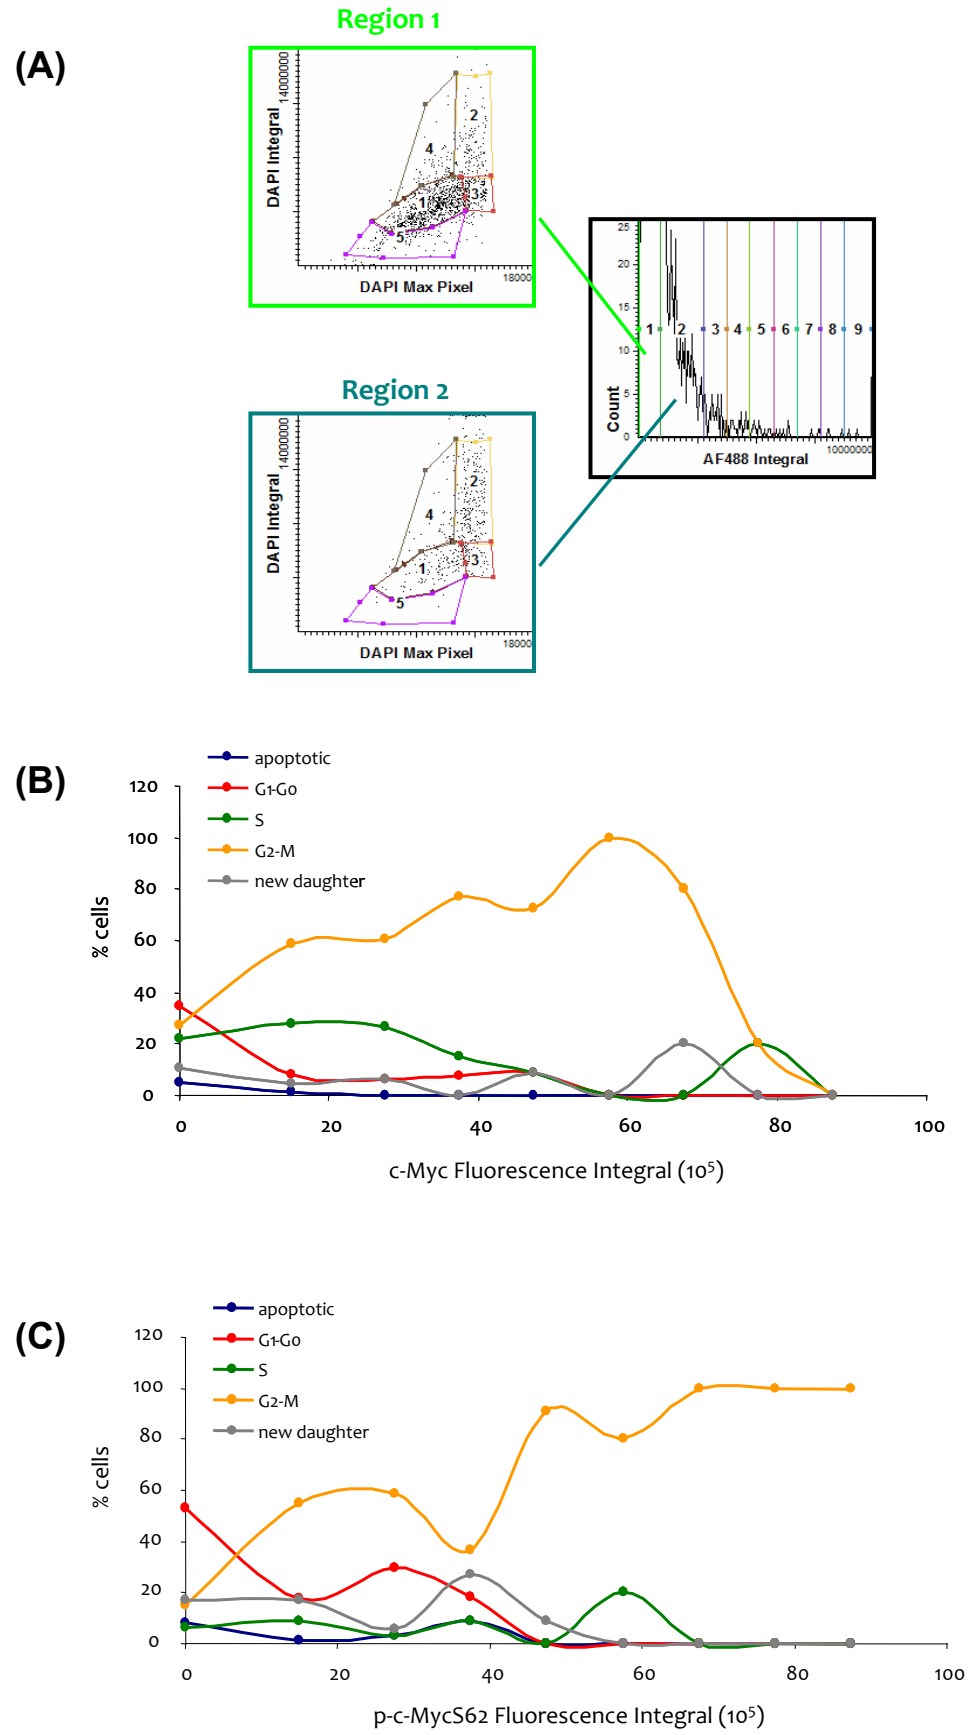 (A)
Region 1
14000000
DAPI Integral
2
4
1
3
5
18000
DAPI Max Pixel
Region 2
14000000
DAPI Integral
2
4
1
3
5
18000
DAPI Max Pixel
25
20
15
10
5
0
Count
1 2 3 4 5 6 7 8 9
10000000
AF488 Integral
(B)
apoptotic
G1-G0
S
G2-M
new daughter
120
100
80
60
40
20
0
% cells
0 20 40 60 80 100
c-Myc Fluorescence Integral (10⁵)
(C)
apoptotic
G1-G0
S
G2-M
new daughter
120
100
80
60
40
20
0
% cells
0 20 40 60 80 100
p-c-MycS62 Fluorescence Integral (10⁵)